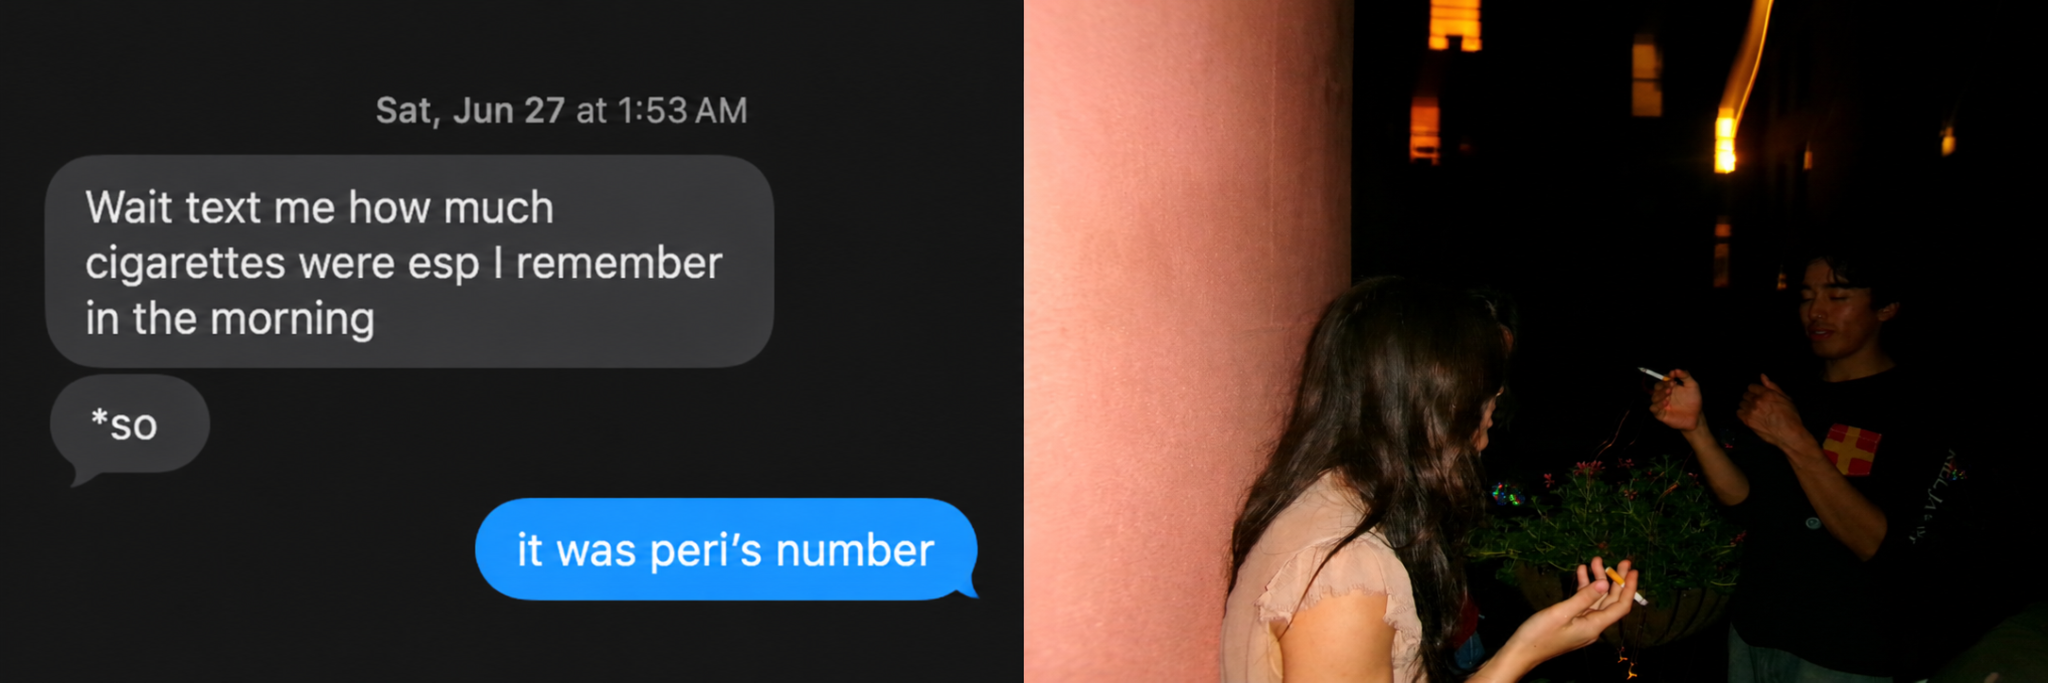 Sat, Jun 27 at 1:53 AM
Wait text me how much
cigarettes were esp I remember
in the morning
*so
it was peri’s number